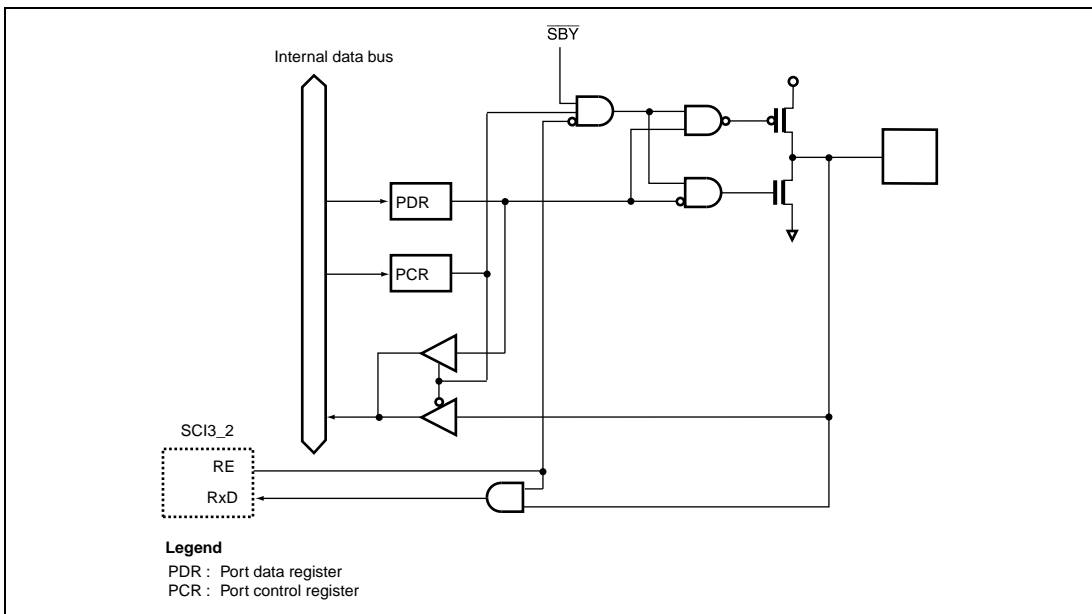 SBY
Internal data bus
PDR
PCR
SCI3_2
RE
RxD
Legend
PDR : Port data register
PCR : Port control register